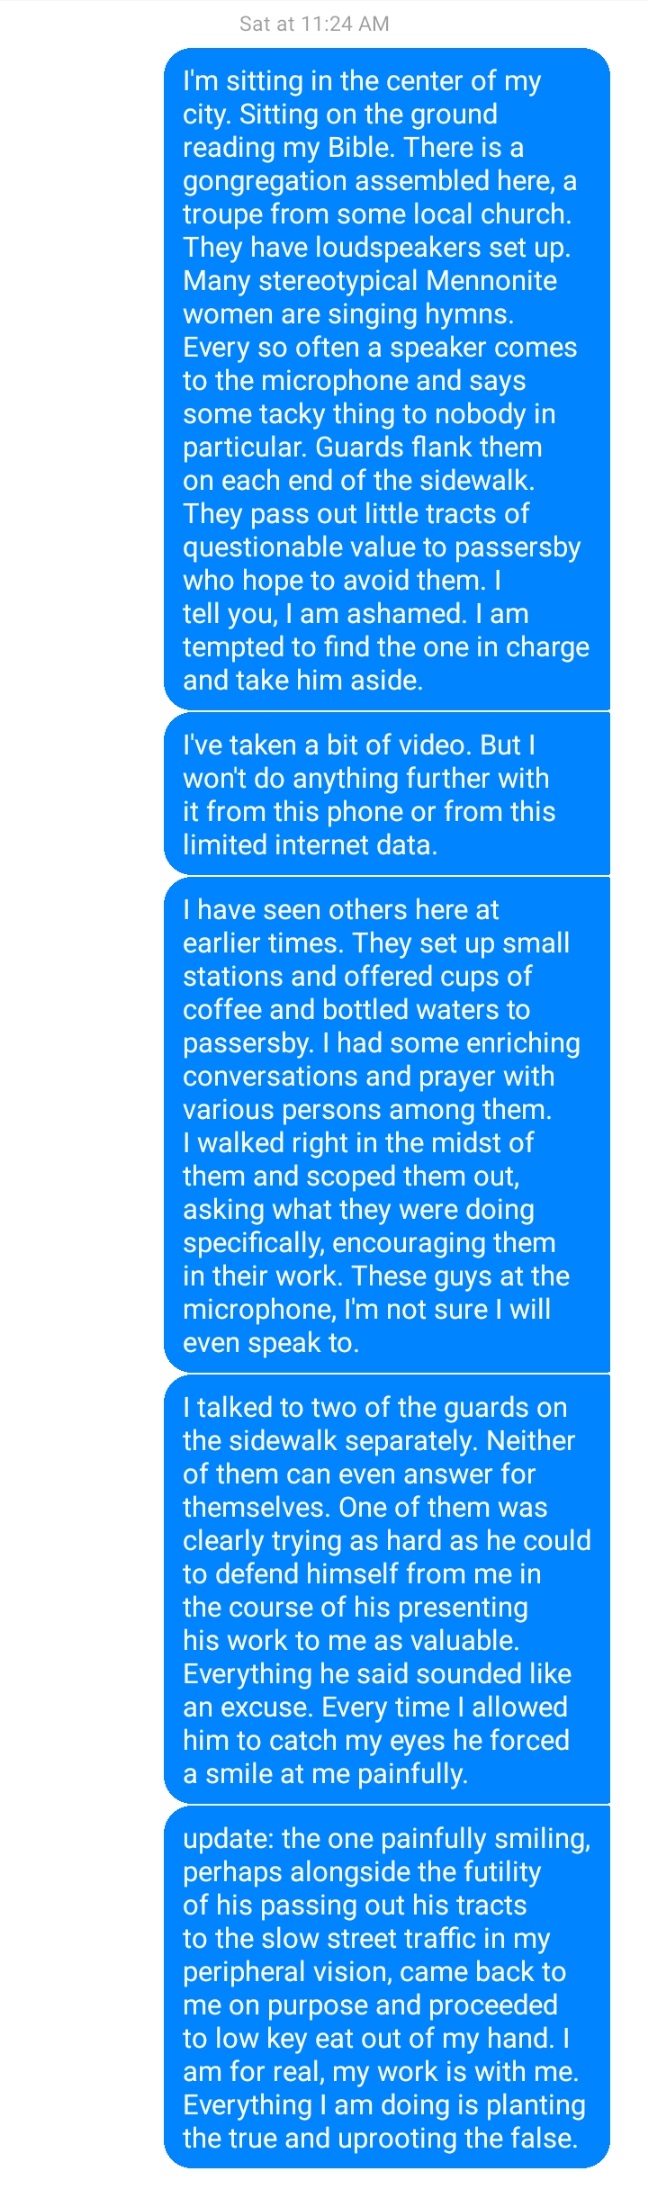 Sat at 11:24 AM
I'm sitting in the center of my
city. Sitting on the ground
reading my Bible. There is a
gongregation assembled here, a
troupe from some local church.
They have loudspeakers set up.
Many stereotypical Mennonite
women are singing hymns.
Every so often a speaker comes
to the microphone and says
some tacky thing to nobody in
particular. Guards flank them
on each end of the sidewalk.
They pass out little tracts of
questionable value to passersby
who hope to avoid them. I
tell you, I am ashamed. I am
tempted to find the one in charge
and take him aside.
I've taken a bit of video. But I
won't do anything further with
it from this phone or from this
limited internet data.
I have seen others here at
earlier times. They set up small
stations and offered cups of
coffee and bottled waters to
passersby. I had some enriching
conversations and prayer with
various persons among them.
I walked right in the midst of
them and scoped them out,
asking what they were doing
specifically, encouraging them
in their work. These guys at the
microphone, I'm not sure I will
even speak to.
I talked to two of the guards on
the sidewalk separately. Neither
of them can even answer for
themselves. One of them was
clearly trying as hard as he could
to defend himself from me in
the course of his presenting
his work to me as valuable.
Everything he said sounded like
an excuse. Every time I allowed
him to catch my eyes he forced
a smile at me painfully.
update: the one painfully smiling,
perhaps alongside the futility
of his passing out his tracts
to the slow street traffic in my
peripheral vision, came back to
me on purpose and proceeded
to low key eat out of my hand. I
am for real, my work is with me.
Everything I am doing is planting
the true and uprooting the false.